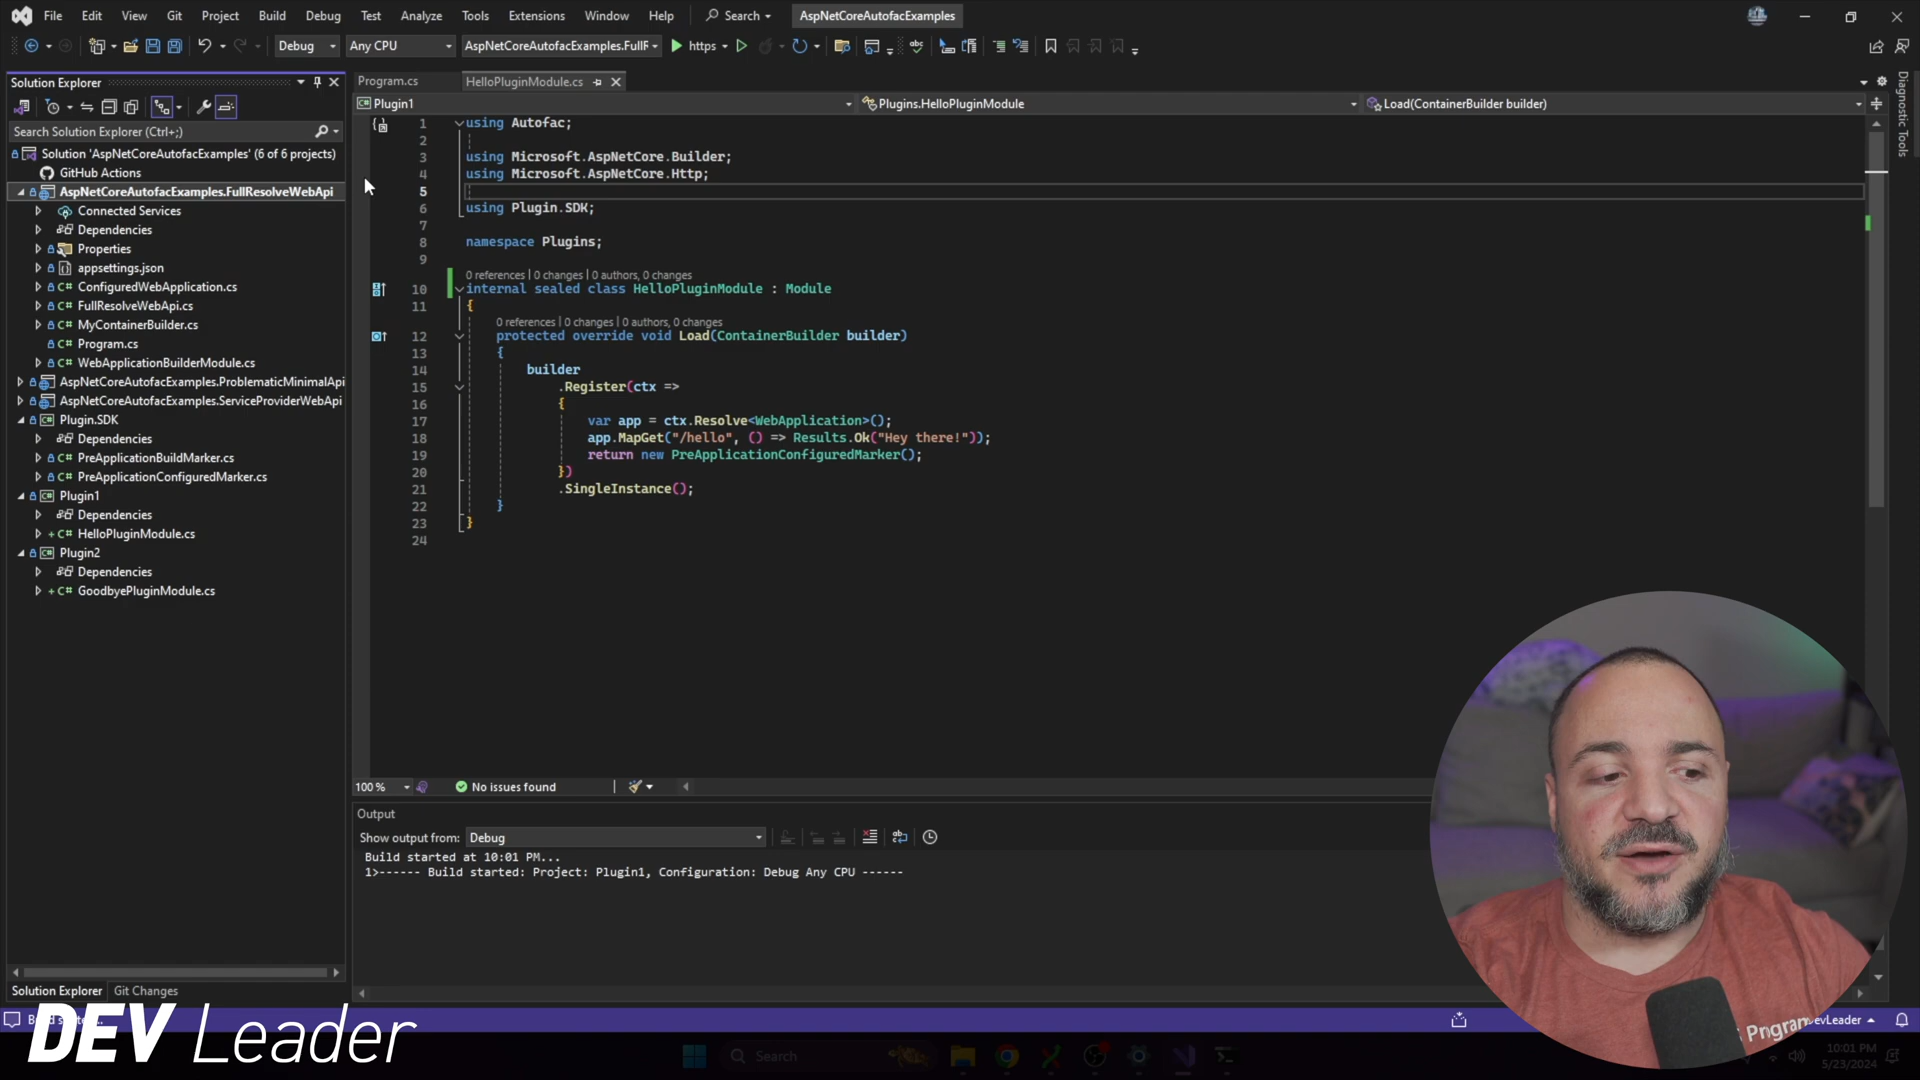 File Edit View Git Project Build Debug Test Analyze Tools Extensions Window Help Search AspNetCoreAutofacExamples
Debug Any CPU AspNetCoreAutofacExamples.FullF https
Solution Explorer
Search Solution Explorer (Ctrl+;)
Solution 'AspNetCoreAutofacExamples' (6 of 6 projects)
GitHub Actions
AspNetCoreAutofacExamples.FullResolveWebApi
Connected Services
Dependencies
Properties
appsettings.json
C# ConfiguredWebApplication.cs
C# FullResolveWebApi.cs
C# MyContainerBuilder.cs
C# Program.cs
C# WebApplicationBuilderModule.cs
AspNetCoreAutofacExamples.ProblematicMinimalApi
AspNetCoreAutofacExamples.ServiceProviderWebApi
Plugin.SDK
Dependencies
C# PreApplicationBuildMarker.cs
C# PreApplicationConfiguredMarker.cs
Plugin1
Dependencies
+ C# HelloPluginModule.cs
Plugin2
Dependencies
+ C# GoodbyePluginModule.cs
Solution Explorer Git Changes
Program.cs HelloPluginModule.cs
Plugin1 Plugins.HelloPluginModule Load(ContainerBuilder builder)
1 using Autofac;
2
3 using Microsoft.AspNetCore.Builder;
4 using Microsoft.AspNetCore.Http;
5
6 using Plugin.SDK;
7
8 namespace Plugins;
9
0 references | 0 changes | 0 authors, 0 changes
10 internal sealed class HelloPluginModule : Module
11 {
0 references | 0 changes | 0 authors, 0 changes
12 protected override void Load(ContainerBuilder builder)
13 {
14 builder
15 .Register(ctx =>
16 {
17 var app = ctx.Resolve<WebApplication>();
18 app.MapGet("/hello", () => Results.Ok("Hey there!"));
19 return new PreApplicationConfiguredMarker();
20 })
21 .SingleInstance();
22 }
23 }
24
100 % No issues found
Output
Show output from: Debug
Build started at 10:01 PM...
1>------ Build started: Project: Plugin1, Configuration: Debug Any CPU ------
Diagnostic Tools
DEV Leader
DevLeader
Search
10:01 PM
5/23/2024